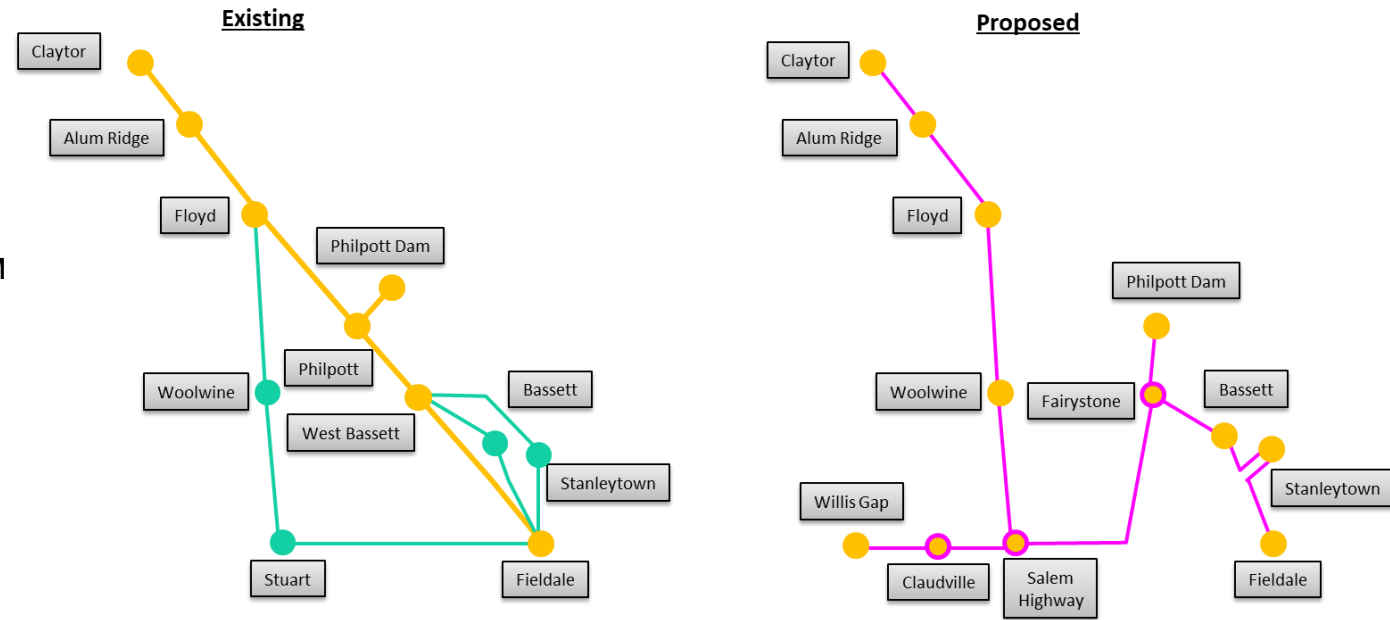 Existing
Claytor
Alum Ridge
Floyd
Philpott Dam
Philpott
Woolwine
Bassett
West Bassett
Stanleytown
Stuart
Fieldale
Proposed
Claytor
Alum Ridge
Floyd
Philpott Dam
Woolwine
Fairystone
Bassett
Stanleytown
Willis Gap
Claudville
Salem
Highway
Fieldale